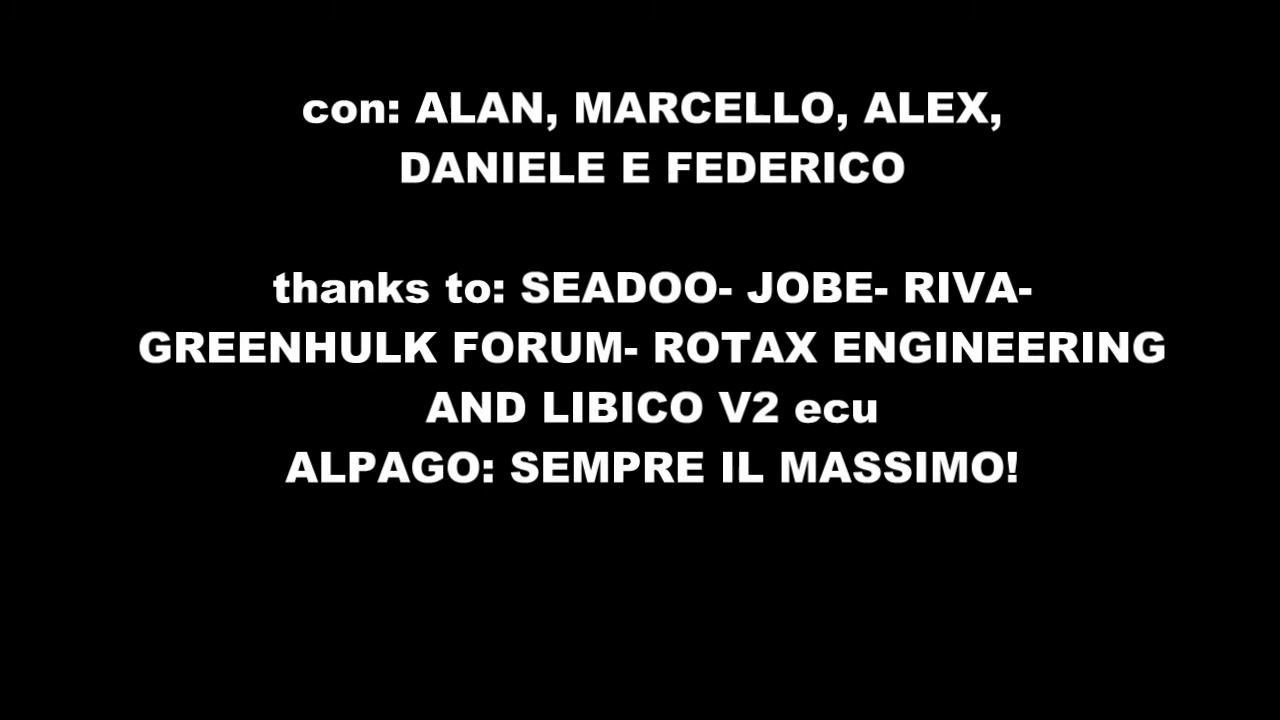 con: ALAN, MARCELLO, ALEX,
DANIELE E FEDERICO
thanks to: SEADOO- JOBE- RIVA-
GREENHULK FORUM- ROTAX ENGINEERING
AND LIBICO V2 ecu
ALPAGO: SEMPRE IL MASSIMO!